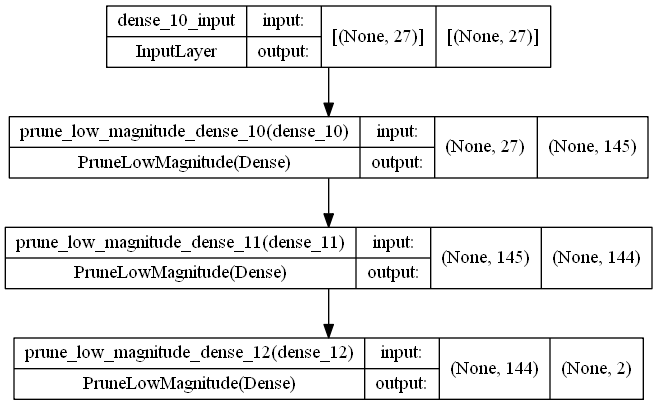 dense_10_input input: [(None, 27)] [(None, 27)]
InputLayer output:
prune_low_magnitude_dense_10(dense_10) input: (None, 27) (None, 145)
PruneLowMagnitude(Dense) output:
prune_low_magnitude_dense_11(dense_11) input: (None, 145) (None, 144)
PruneLowMagnitude(Dense) output:
prune_low_magnitude_dense_12(dense_12) input: (None, 144) (None, 2)
PruneLowMagnitude(Dense) output: